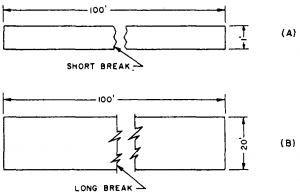 100'
1'
(A)
SHORT BREAK
100'
20'
(B)
LONG BREAK